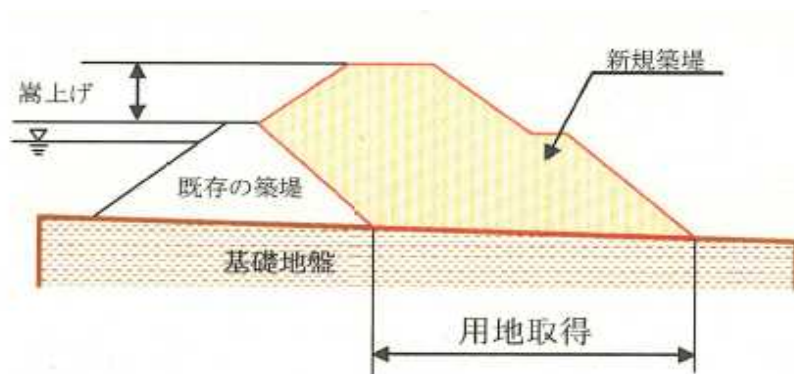 新規築堤
嵩上げ
既存の築堤
基礎地盤
用地取得